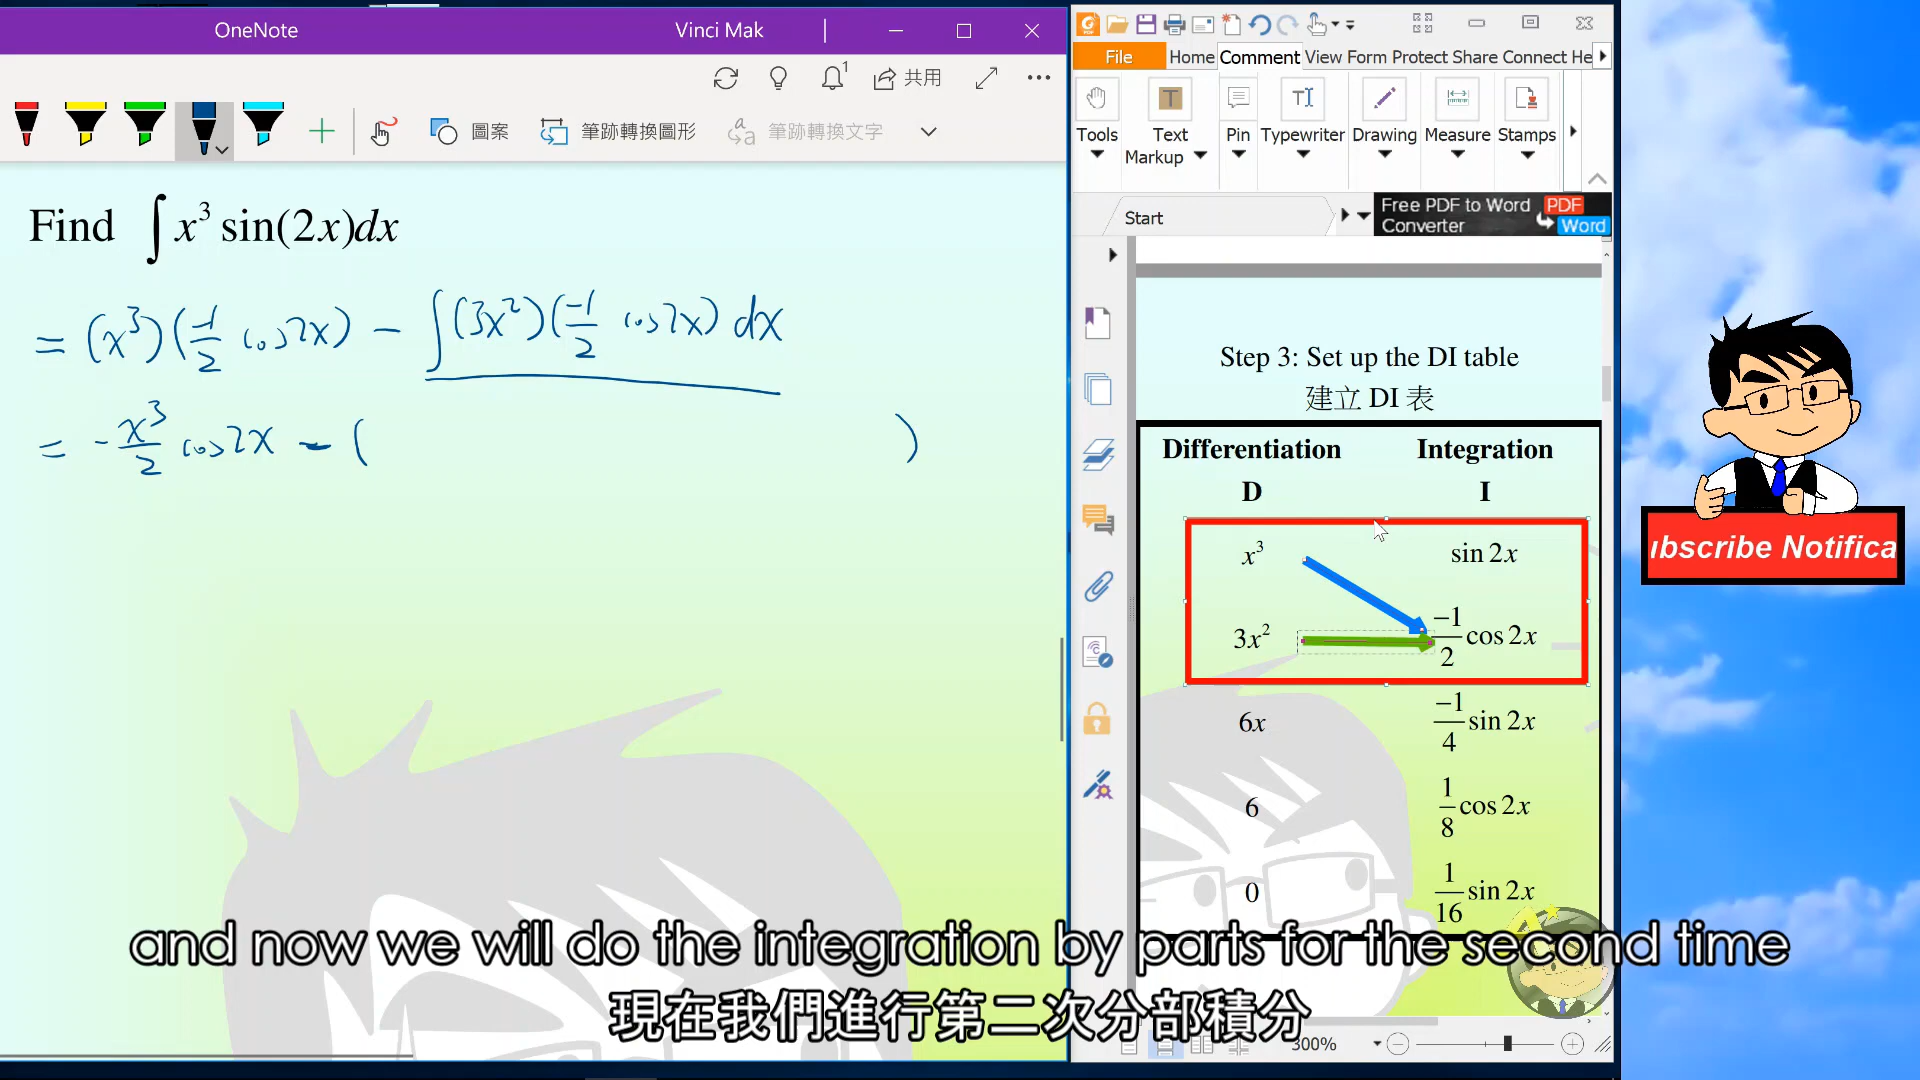 OneNote
Vinci Mak
1
共用
圖案
筆跡轉換圖形
筆跡轉換文字
Find ∫ x³ sin(2x)dx
= (x³)(-1/2 cos2x) - ∫(3x²)(-1/2 cos2x) dx
= -x³/2 cos2x - ( )
File Home Comment View Form Protect Share Connect He
Tools
Text Markup
Pin
Typewriter
Drawing
Measure
Stamps
Start
Free PDF to Word Converter
PDF Word
Step 3: Set up the DI table
建立 DI 表
Differentiation Integration
D I
x³ sin 2x
3x² -1/2 cos 2x
6x -1/4 sin 2x
6 1/8 cos 2x
0 1/16 sin 2x
300%
ubscribe Notifica
and now we will do the integration by parts for the second time
現在我們進行第二次分部積分